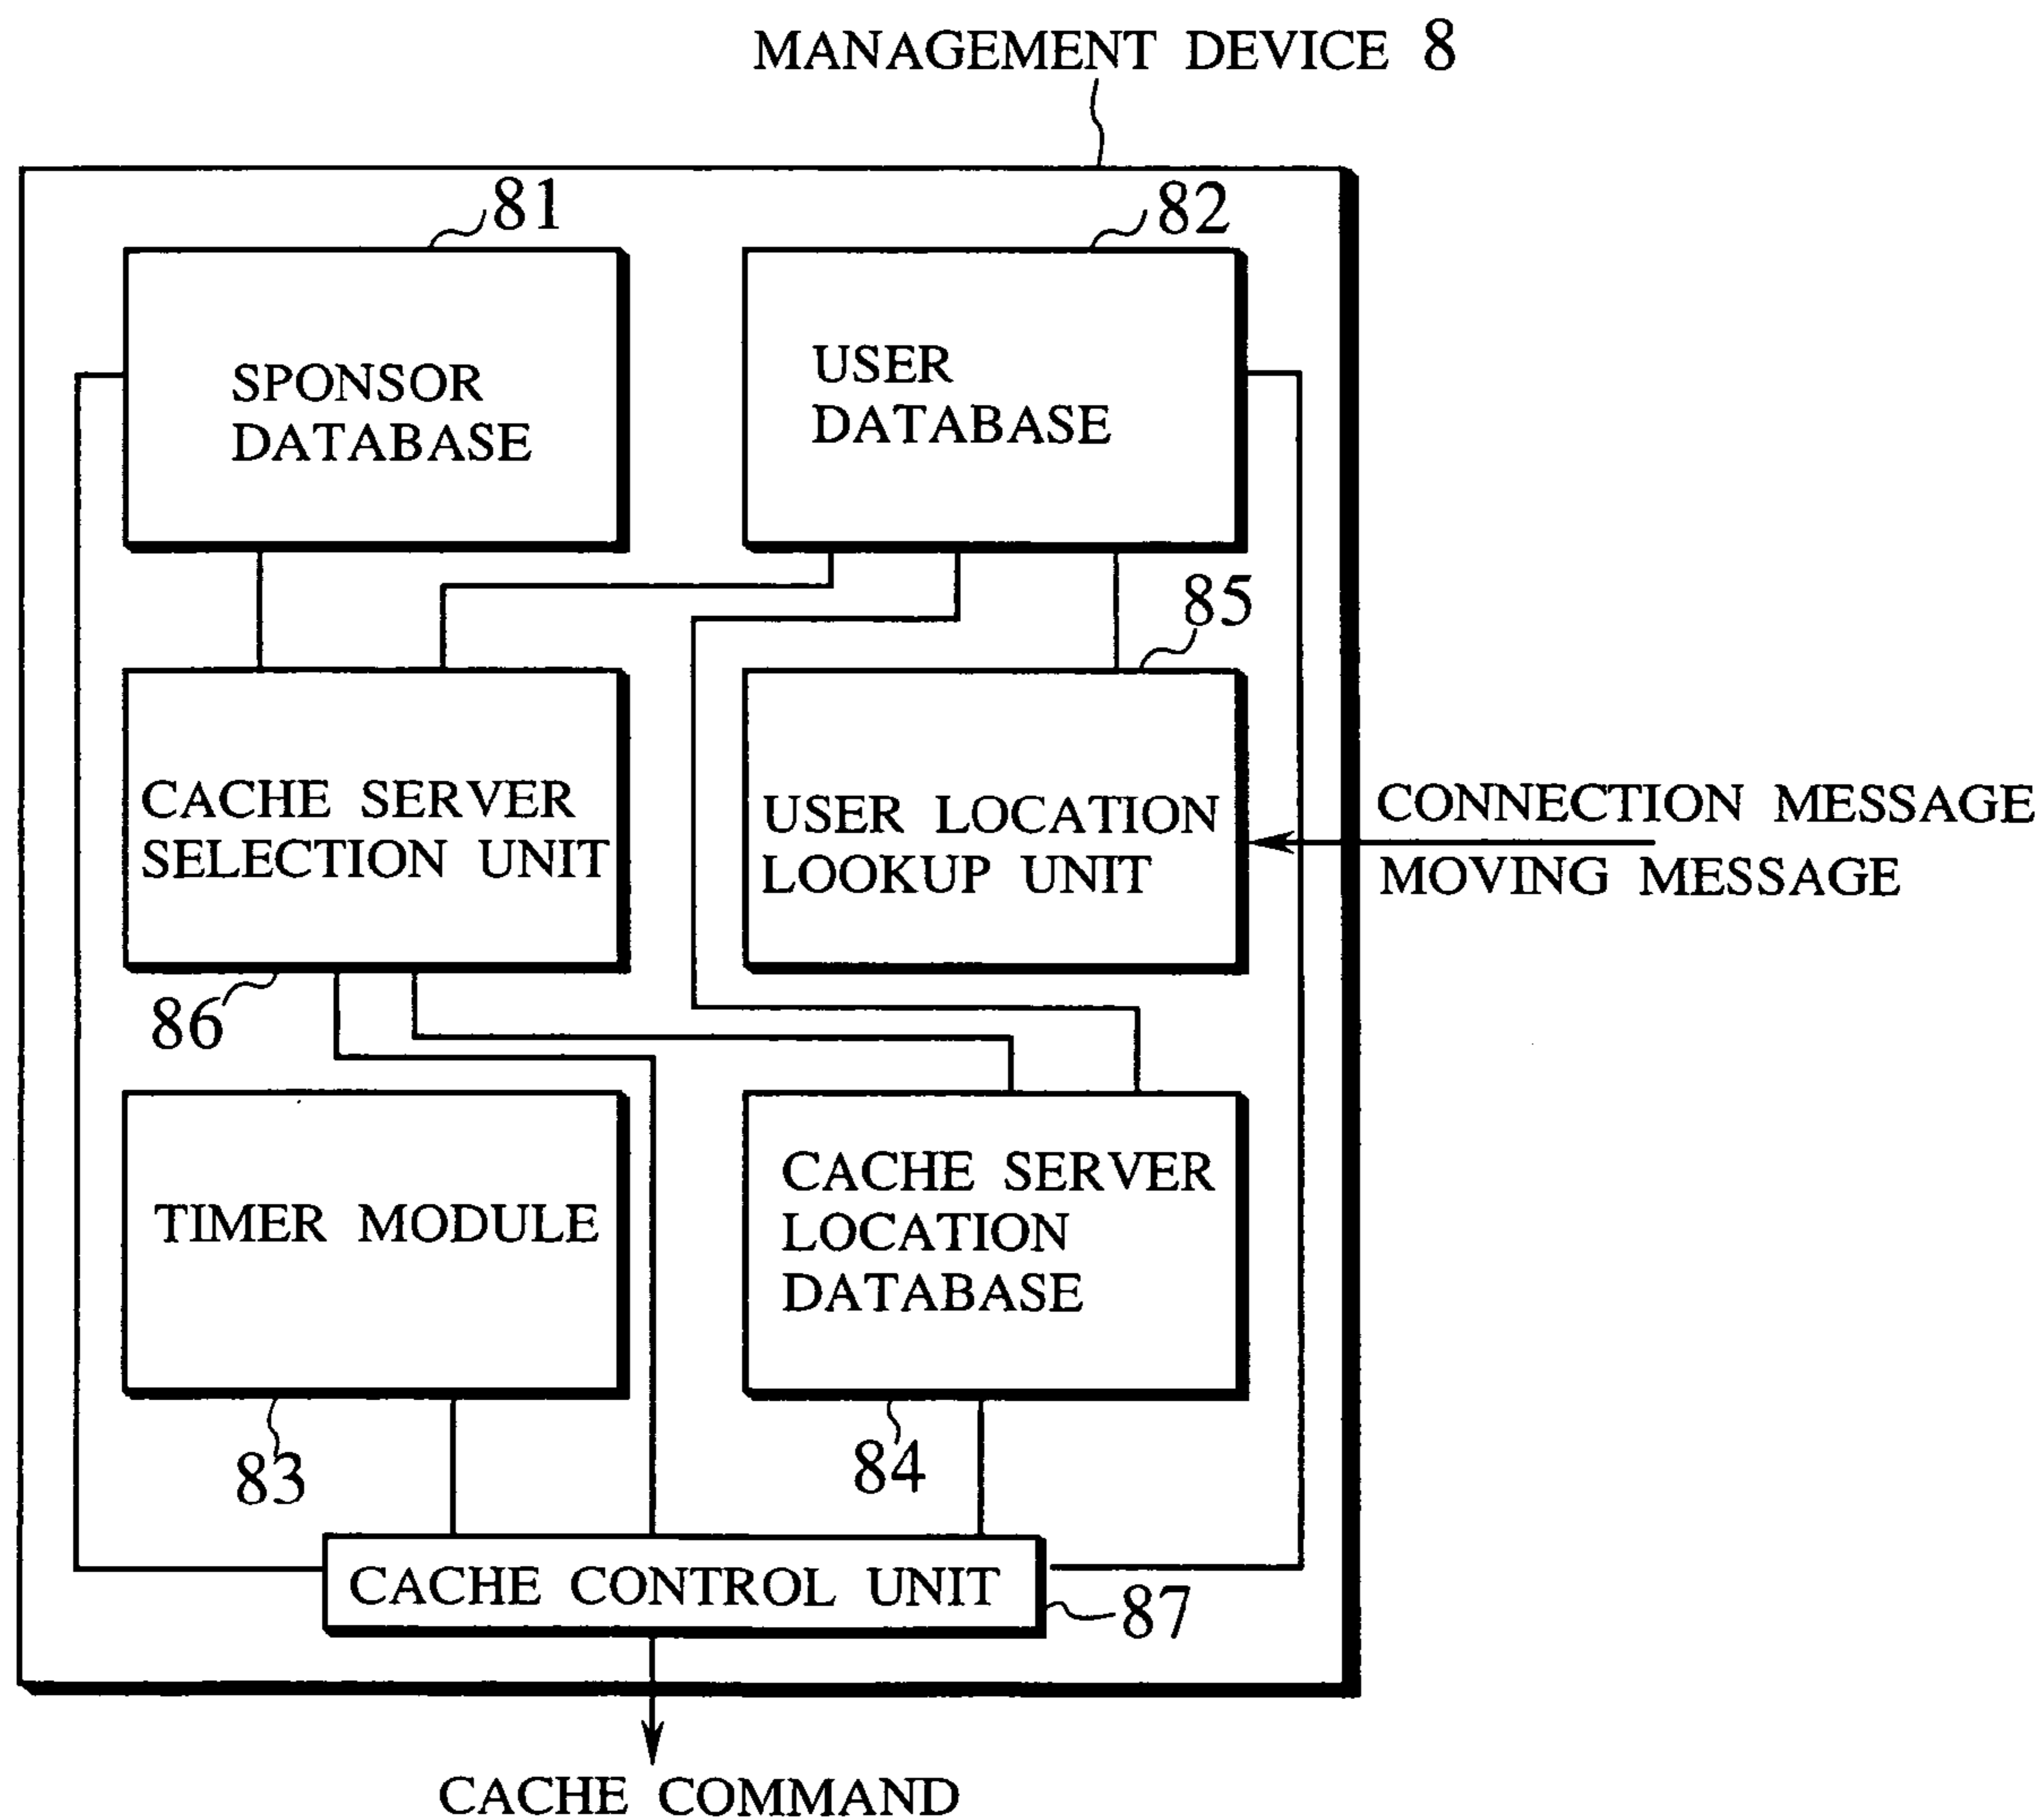 MANAGEMENT DEVICE 8
81
82
SPONSOR
DATABASE
USER
DATABASE
85
CACHE SERVER
SELECTION UNIT
USER LOCATION
LOOKUP UNIT
CONNECTION MESSAGE
MOVING MESSAGE
86
TIMER MODULE
CACHE SERVER
LOCATION
DATABASE
83
84
CACHE CONTROL UNIT
87
CACHE COMMAND